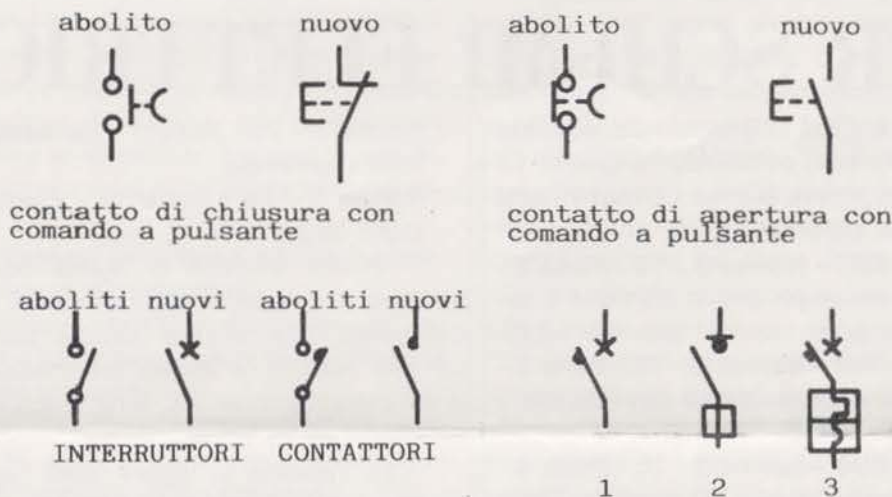 abolito nuovo abolito nuovo
contatto di chiusura con
comando a pulsante
contatto di apertura con
comando a pulsante
aboliti nuovi aboliti nuovi
INTERRUTTORI CONTATTORI
1 2 3